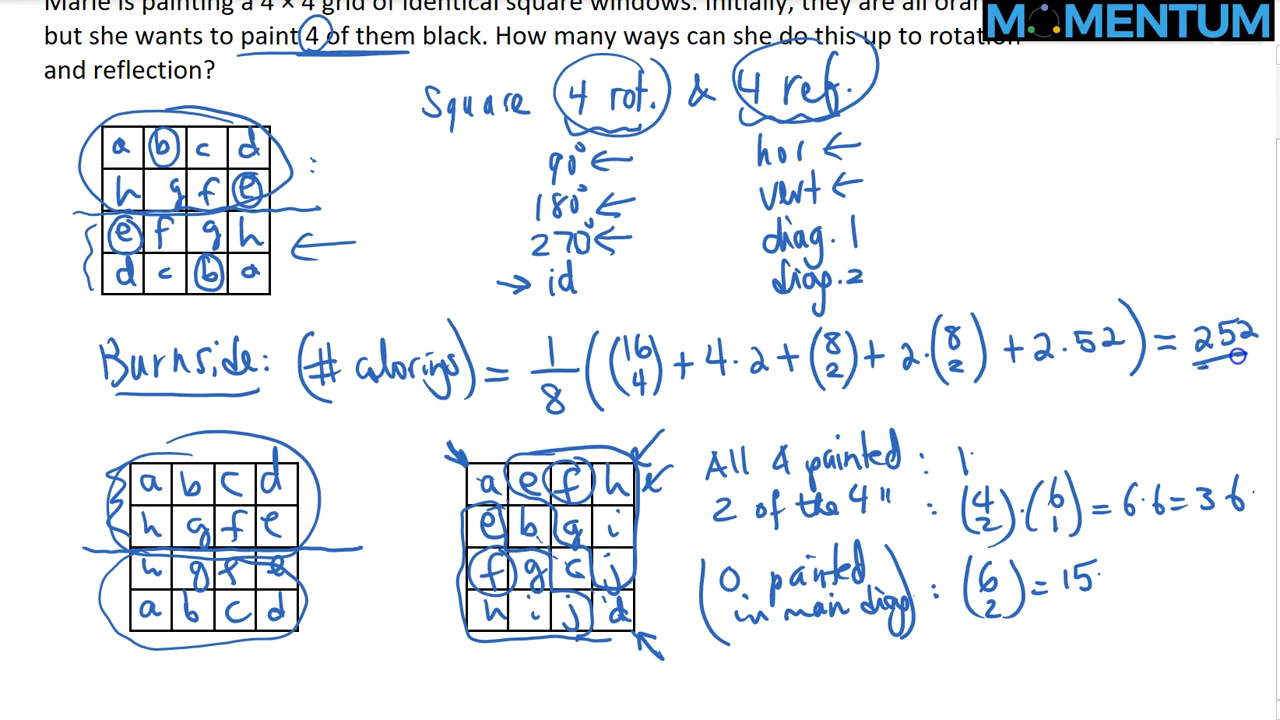 Marie is painting a 4 × 4 grid of identical square windows. Initially, they are all oran
MOMENTUM
but she wants to paint 4 of them black. How many ways can she do this up to rotation
and reflection?
Square 4 rot. & 4 ref.
a b c d
h g f e
e f g h
d c b a
:
90° ←
180° ←
270° ←
→ id
hor ←
vert ←
diag. 1
diag. 2
Burnside: (# colorings) = 1/8 ((16 4) + 4·2 + (8 2) + 2·(8 2) + 2·52) = 252
a b c d
h g f e
h g f e
a b c d
a e f h
e b g i
f g c j
h i j d
All 4 painted : 1
2 of the 4 " : (4 2)·(6 1) = 6·6 = 36.
(0 painted in main diag) : (6 2) = 15.